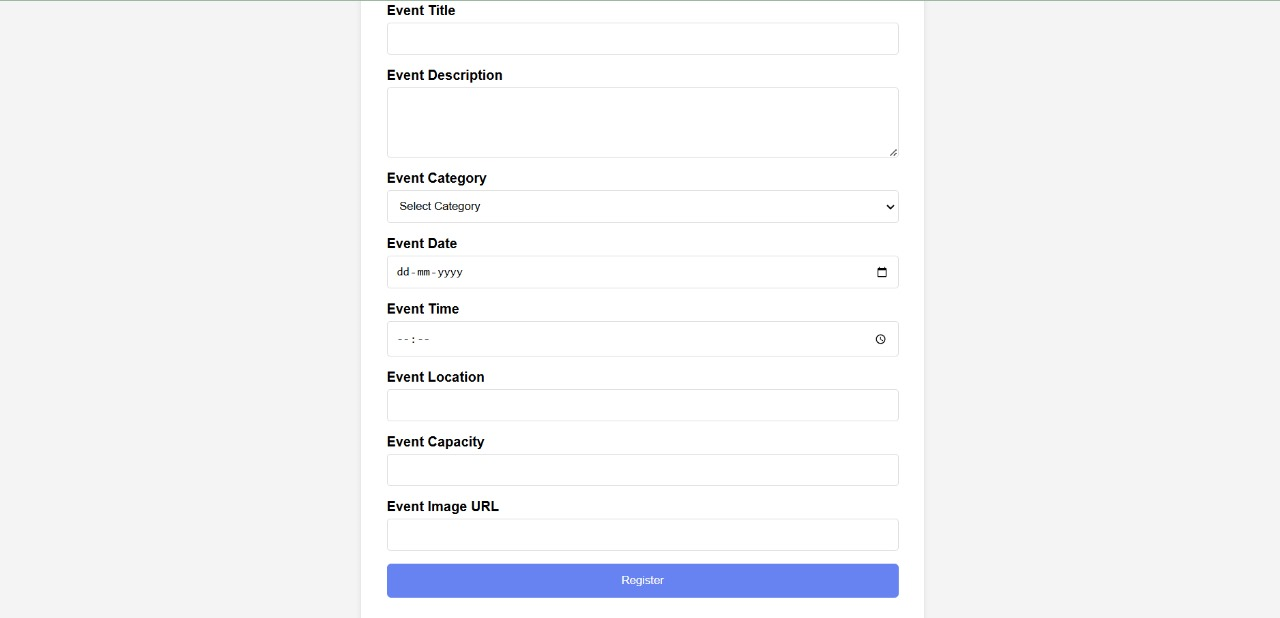 Event Title
Event Description
Event Category
Select Category
Event Date
dd-mm-yyyy
Event Time
--:--
Event Location
Event Capacity
Event Image URL
Register